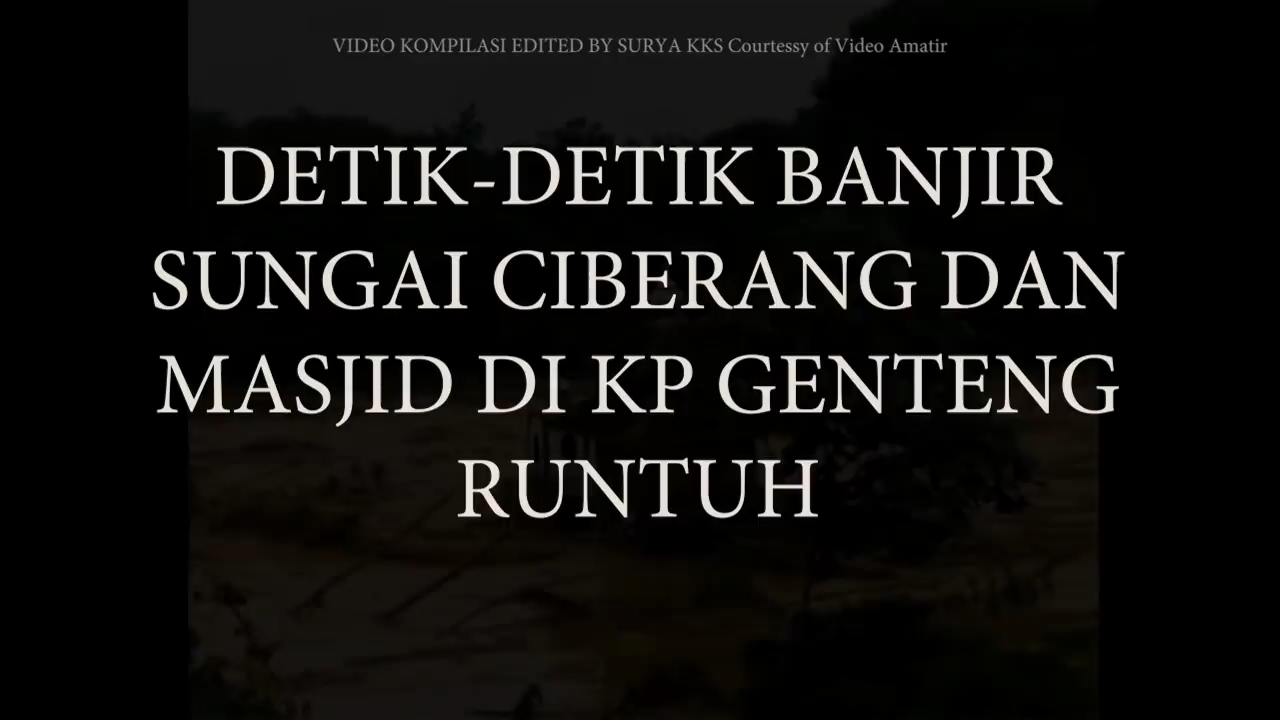 VIDEO KOMPILASI EDITED BY SURYA KKS Courtessy of Video Amatir
DETIK-DETIK BANJIR
SUNGAI CIBERANG DAN
MASJID DI KP GENTENG
RUNTUH